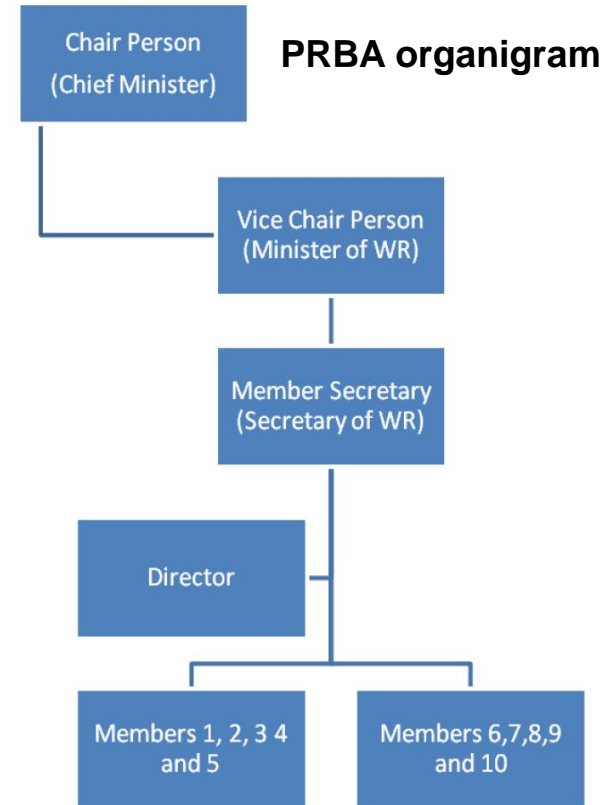 PRBA organigram
Chair Person
(Chief Minister)
Vice Chair Person
(Minister of WR)
Member Secretary
(Secretary of WR)
Director
Members 1, 2, 3 4
and 5
Members 6,7,8,9
and 10